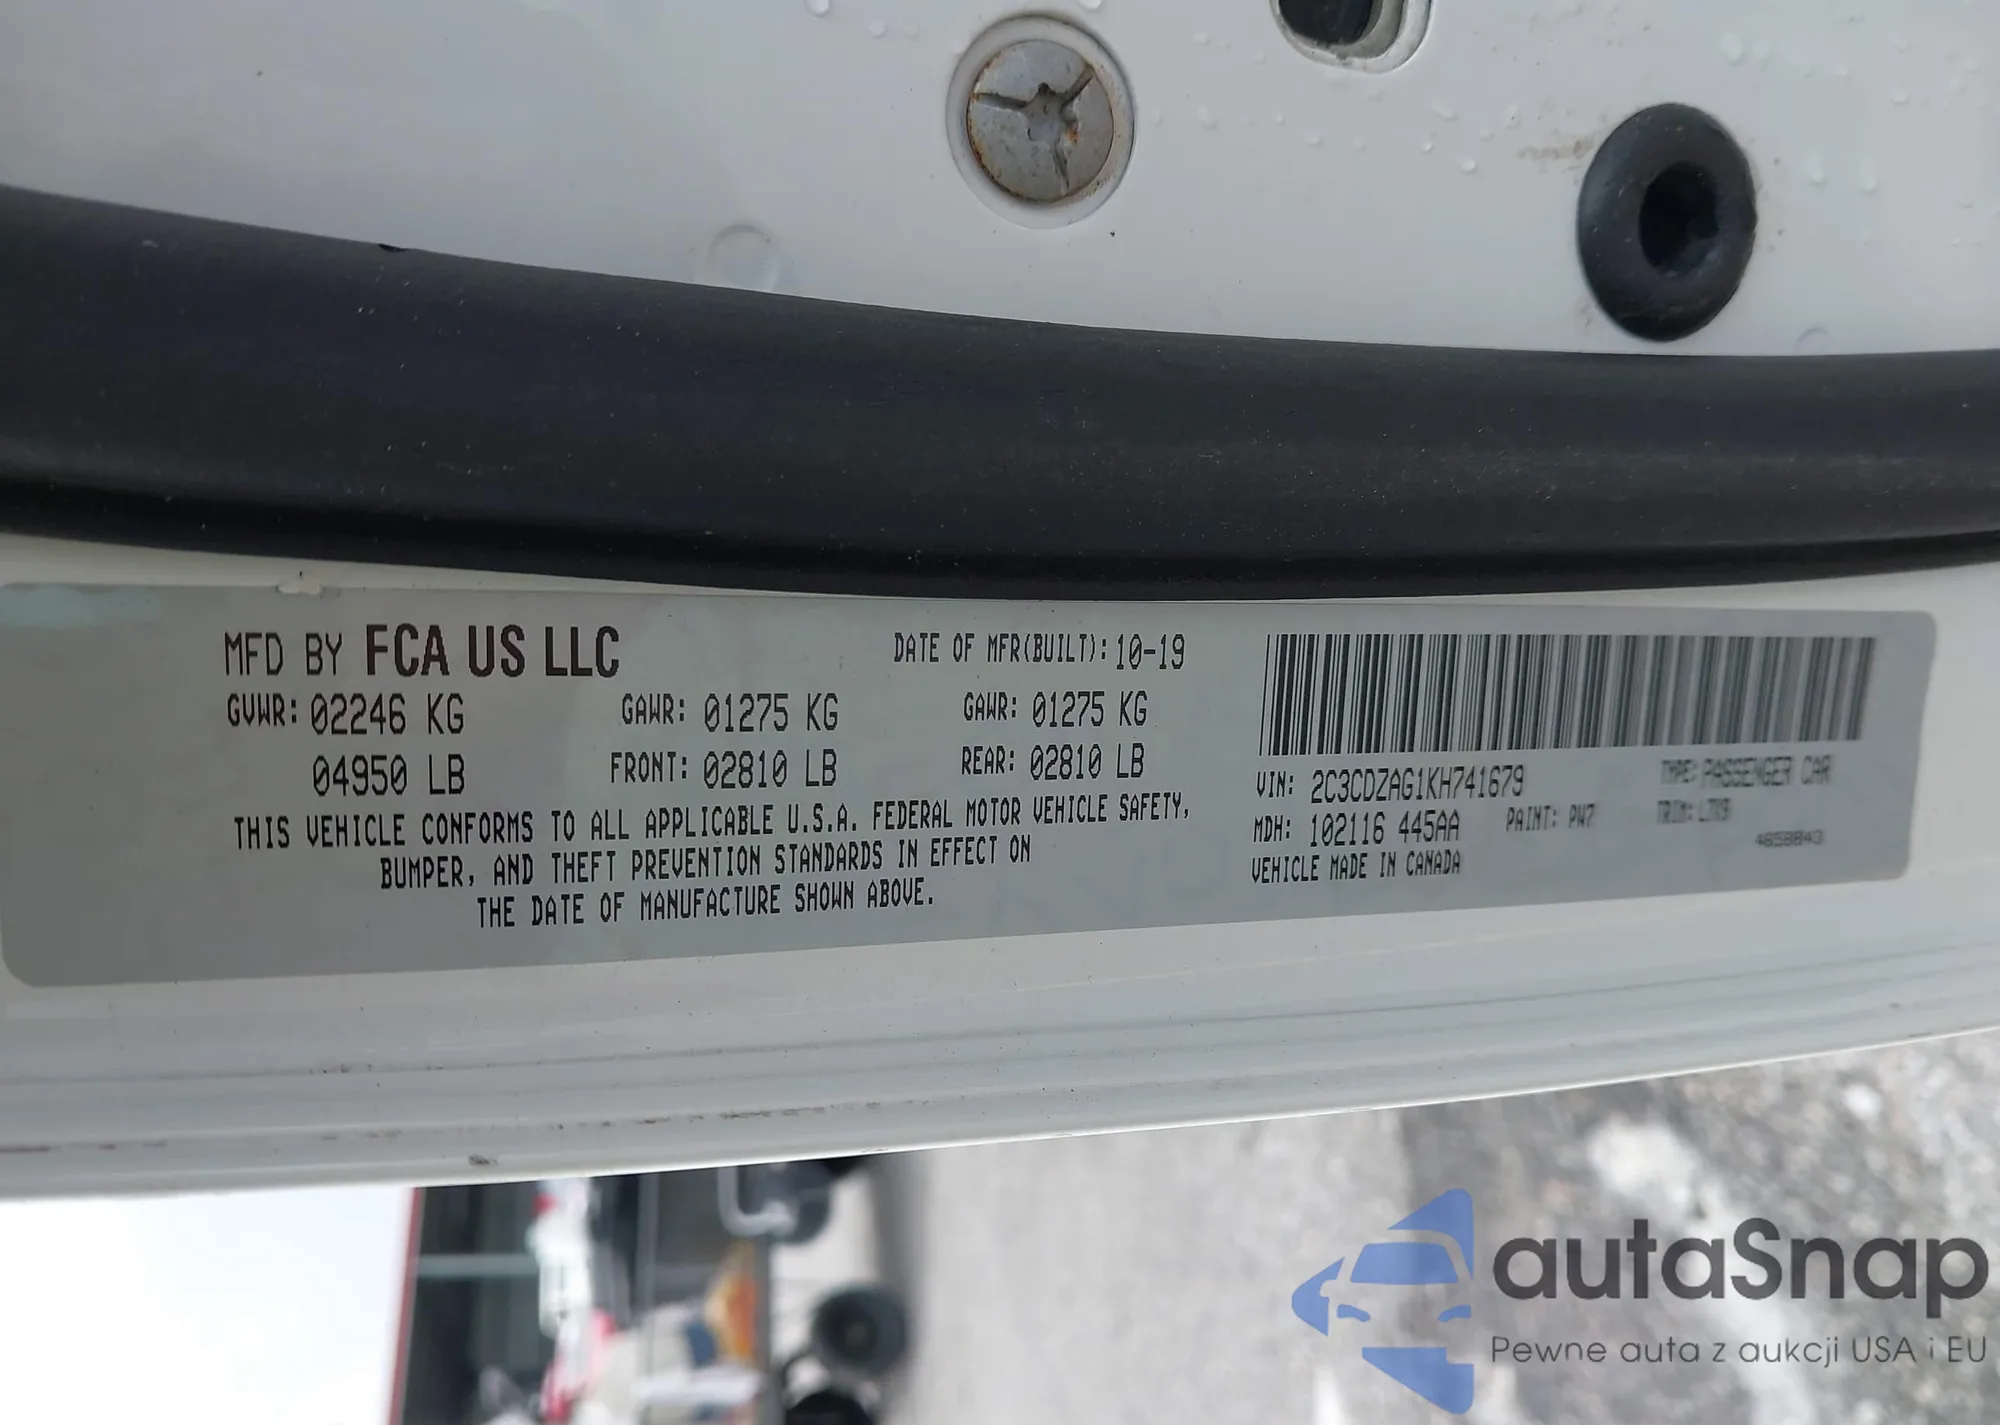 MFD BY FCA US LLC
DATE OF MFR(BUILT): 10-19
GVWR: 02246 KG
04950 LB
GAWR: 01275 KG
FRONT: 02810 LB
GAWR: 01275 KG
REAR: 02810 LB
THIS VEHICLE CONFORMS TO ALL APPLICABLE U.S.A. FEDERAL MOTOR VEHICLE SAFETY,
BUMPER, AND THEFT PREVENTION STANDARDS IN EFFECT ON
THE DATE OF MANUFACTURE SHOWN ABOVE.
VIN: 2C3CDZAG1KH741679
TYPE: PASSENGER CAR
MDH: 102116 445AA
PAINT: PW7
TRIM: L7X9
VEHICLE MADE IN CANADA
4658843
autaSnap
Pewne auta z aukcji USA i EU